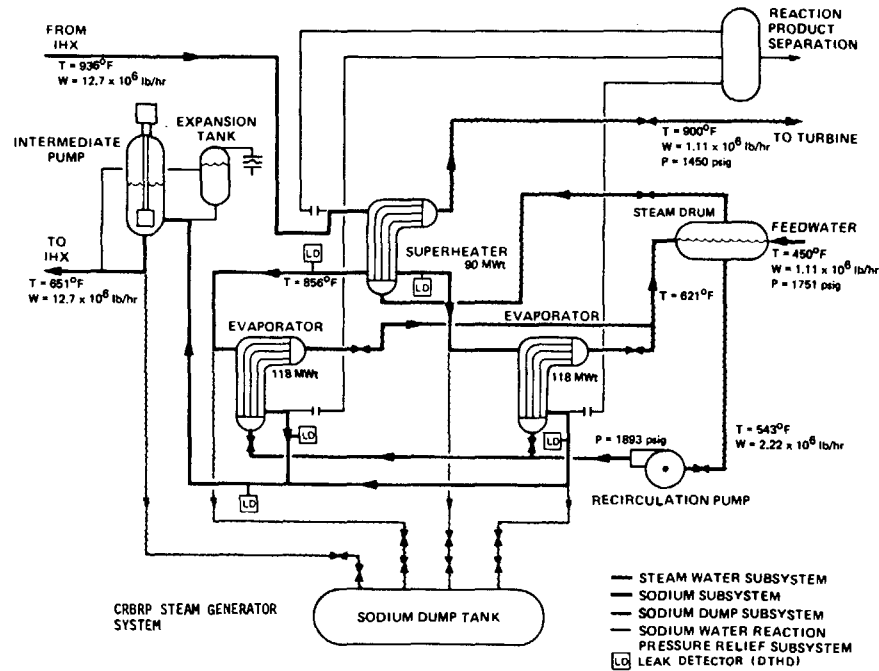 FROM
IHX
T = 936°F
W = 12.7 x 10⁶ lb/hr
REACTION
PRODUCT
SEPARATION
INTERMEDIATE
PUMP
EXPANSION
TANK
T = 900°F
W = 1.11 x 10⁶ lb/hr
P = 1450 psig
TO TURBINE
STEAM DRUM
FEEDWATER
T = 450°F
W = 1.11 x 10⁶ lb/hr
P = 1751 psig
TO
IHX
T = 651°F
W = 12.7 x 10⁶ lb/hr
LD
T = 856°F
SUPERHEATER
90 MWt
LD
T = 621°F
EVAPORATOR
118 MWt
EVAPORATOR
118 MWt
LD
LD
P = 1893 psig
T = 543°F
W = 2.22 x 10⁶ lb/hr
RECIRCULATION PUMP
LD
CRBRP STEAM GENERATOR
SYSTEM
SODIUM DUMP TANK
STEAM WATER SUBSYSTEM
SODIUM SUBSYSTEM
SODIUM DUMP SUBSYSTEM
SODIUM WATER REACTION
PRESSURE RELIEF SUBSYSTEM
LD LEAK DETECTOR (DTHD)